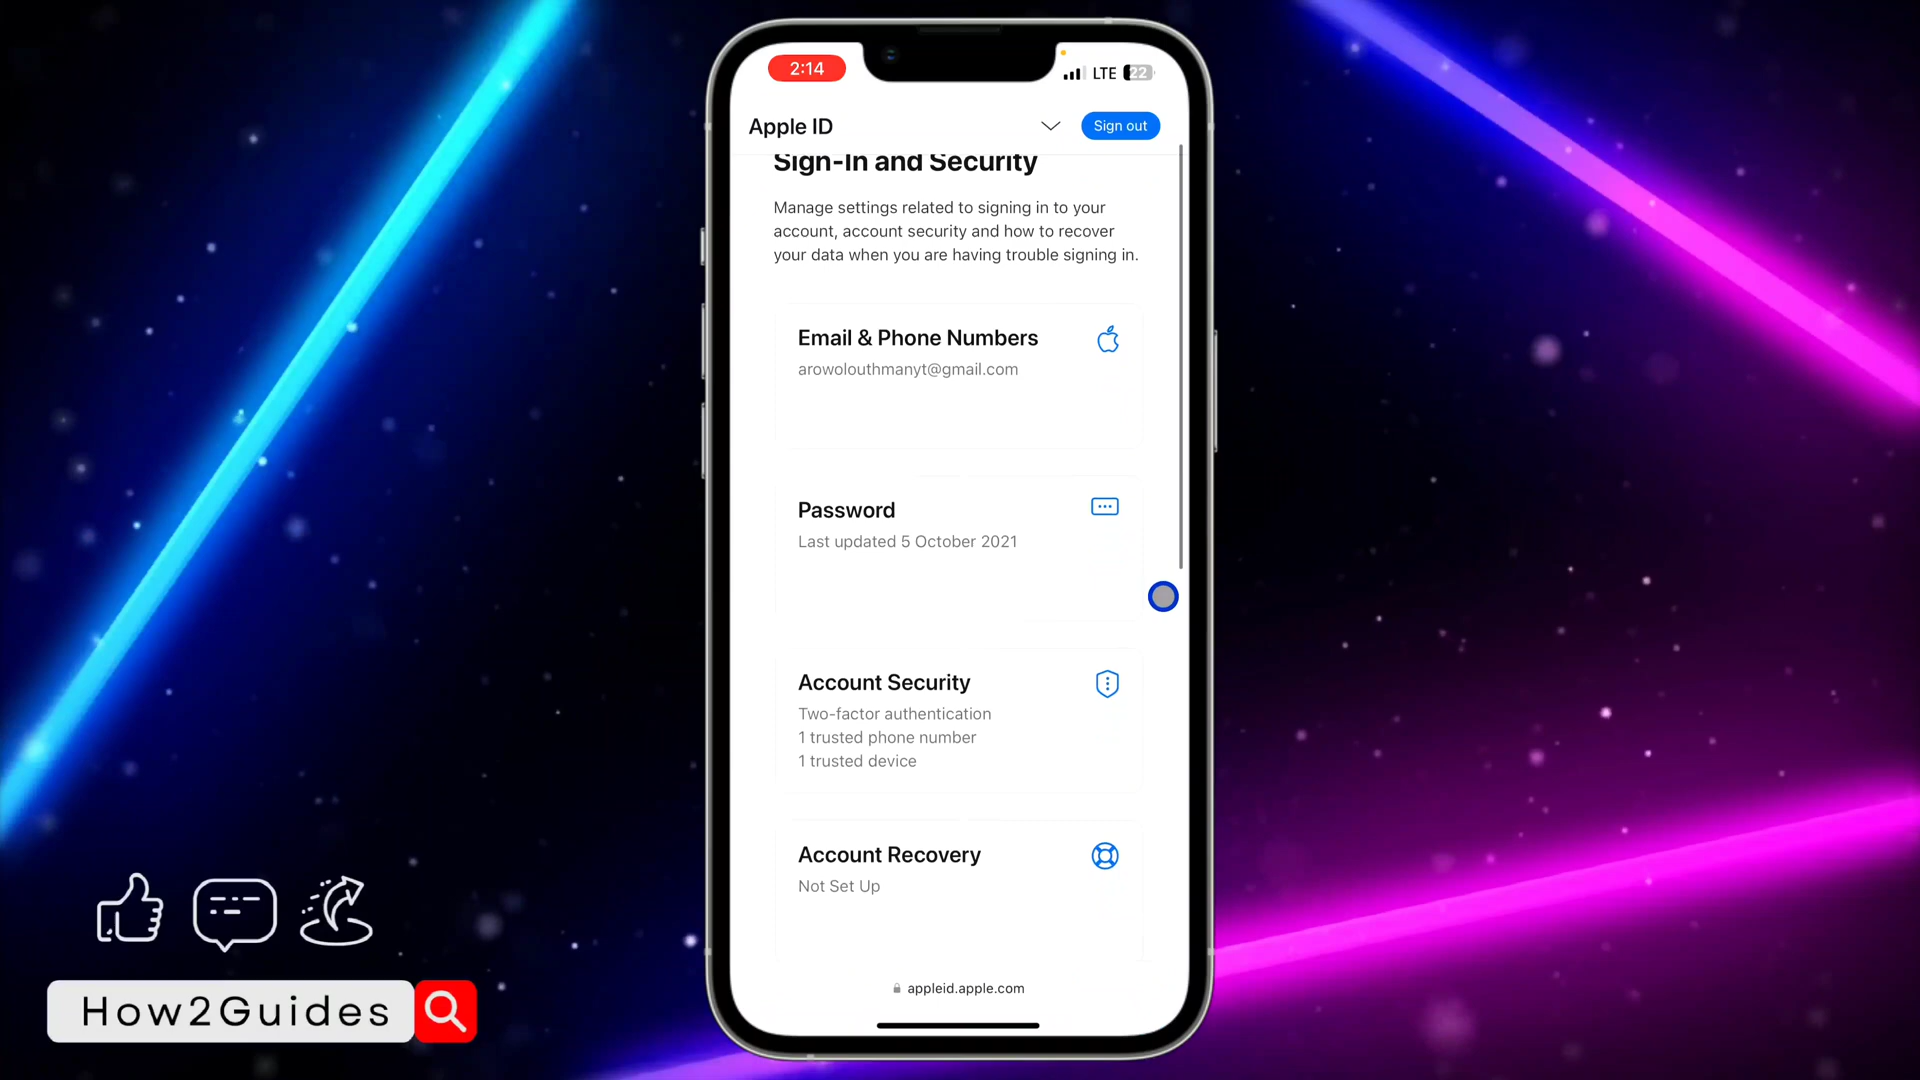 2:14
LTE 22
Apple ID
Sign out
Sign-In and Security
Manage settings related to signing in to your
account, account security and how to recover
your data when you are having trouble signing in.
Email & Phone Numbers
arowolouthmanyt@gmail.com
Password
Last updated 5 October 2021
Account Security
Two-factor authentication
1 trusted phone number
1 trusted device
Account Recovery
Not Set Up
appleid.apple.com
How2Guides